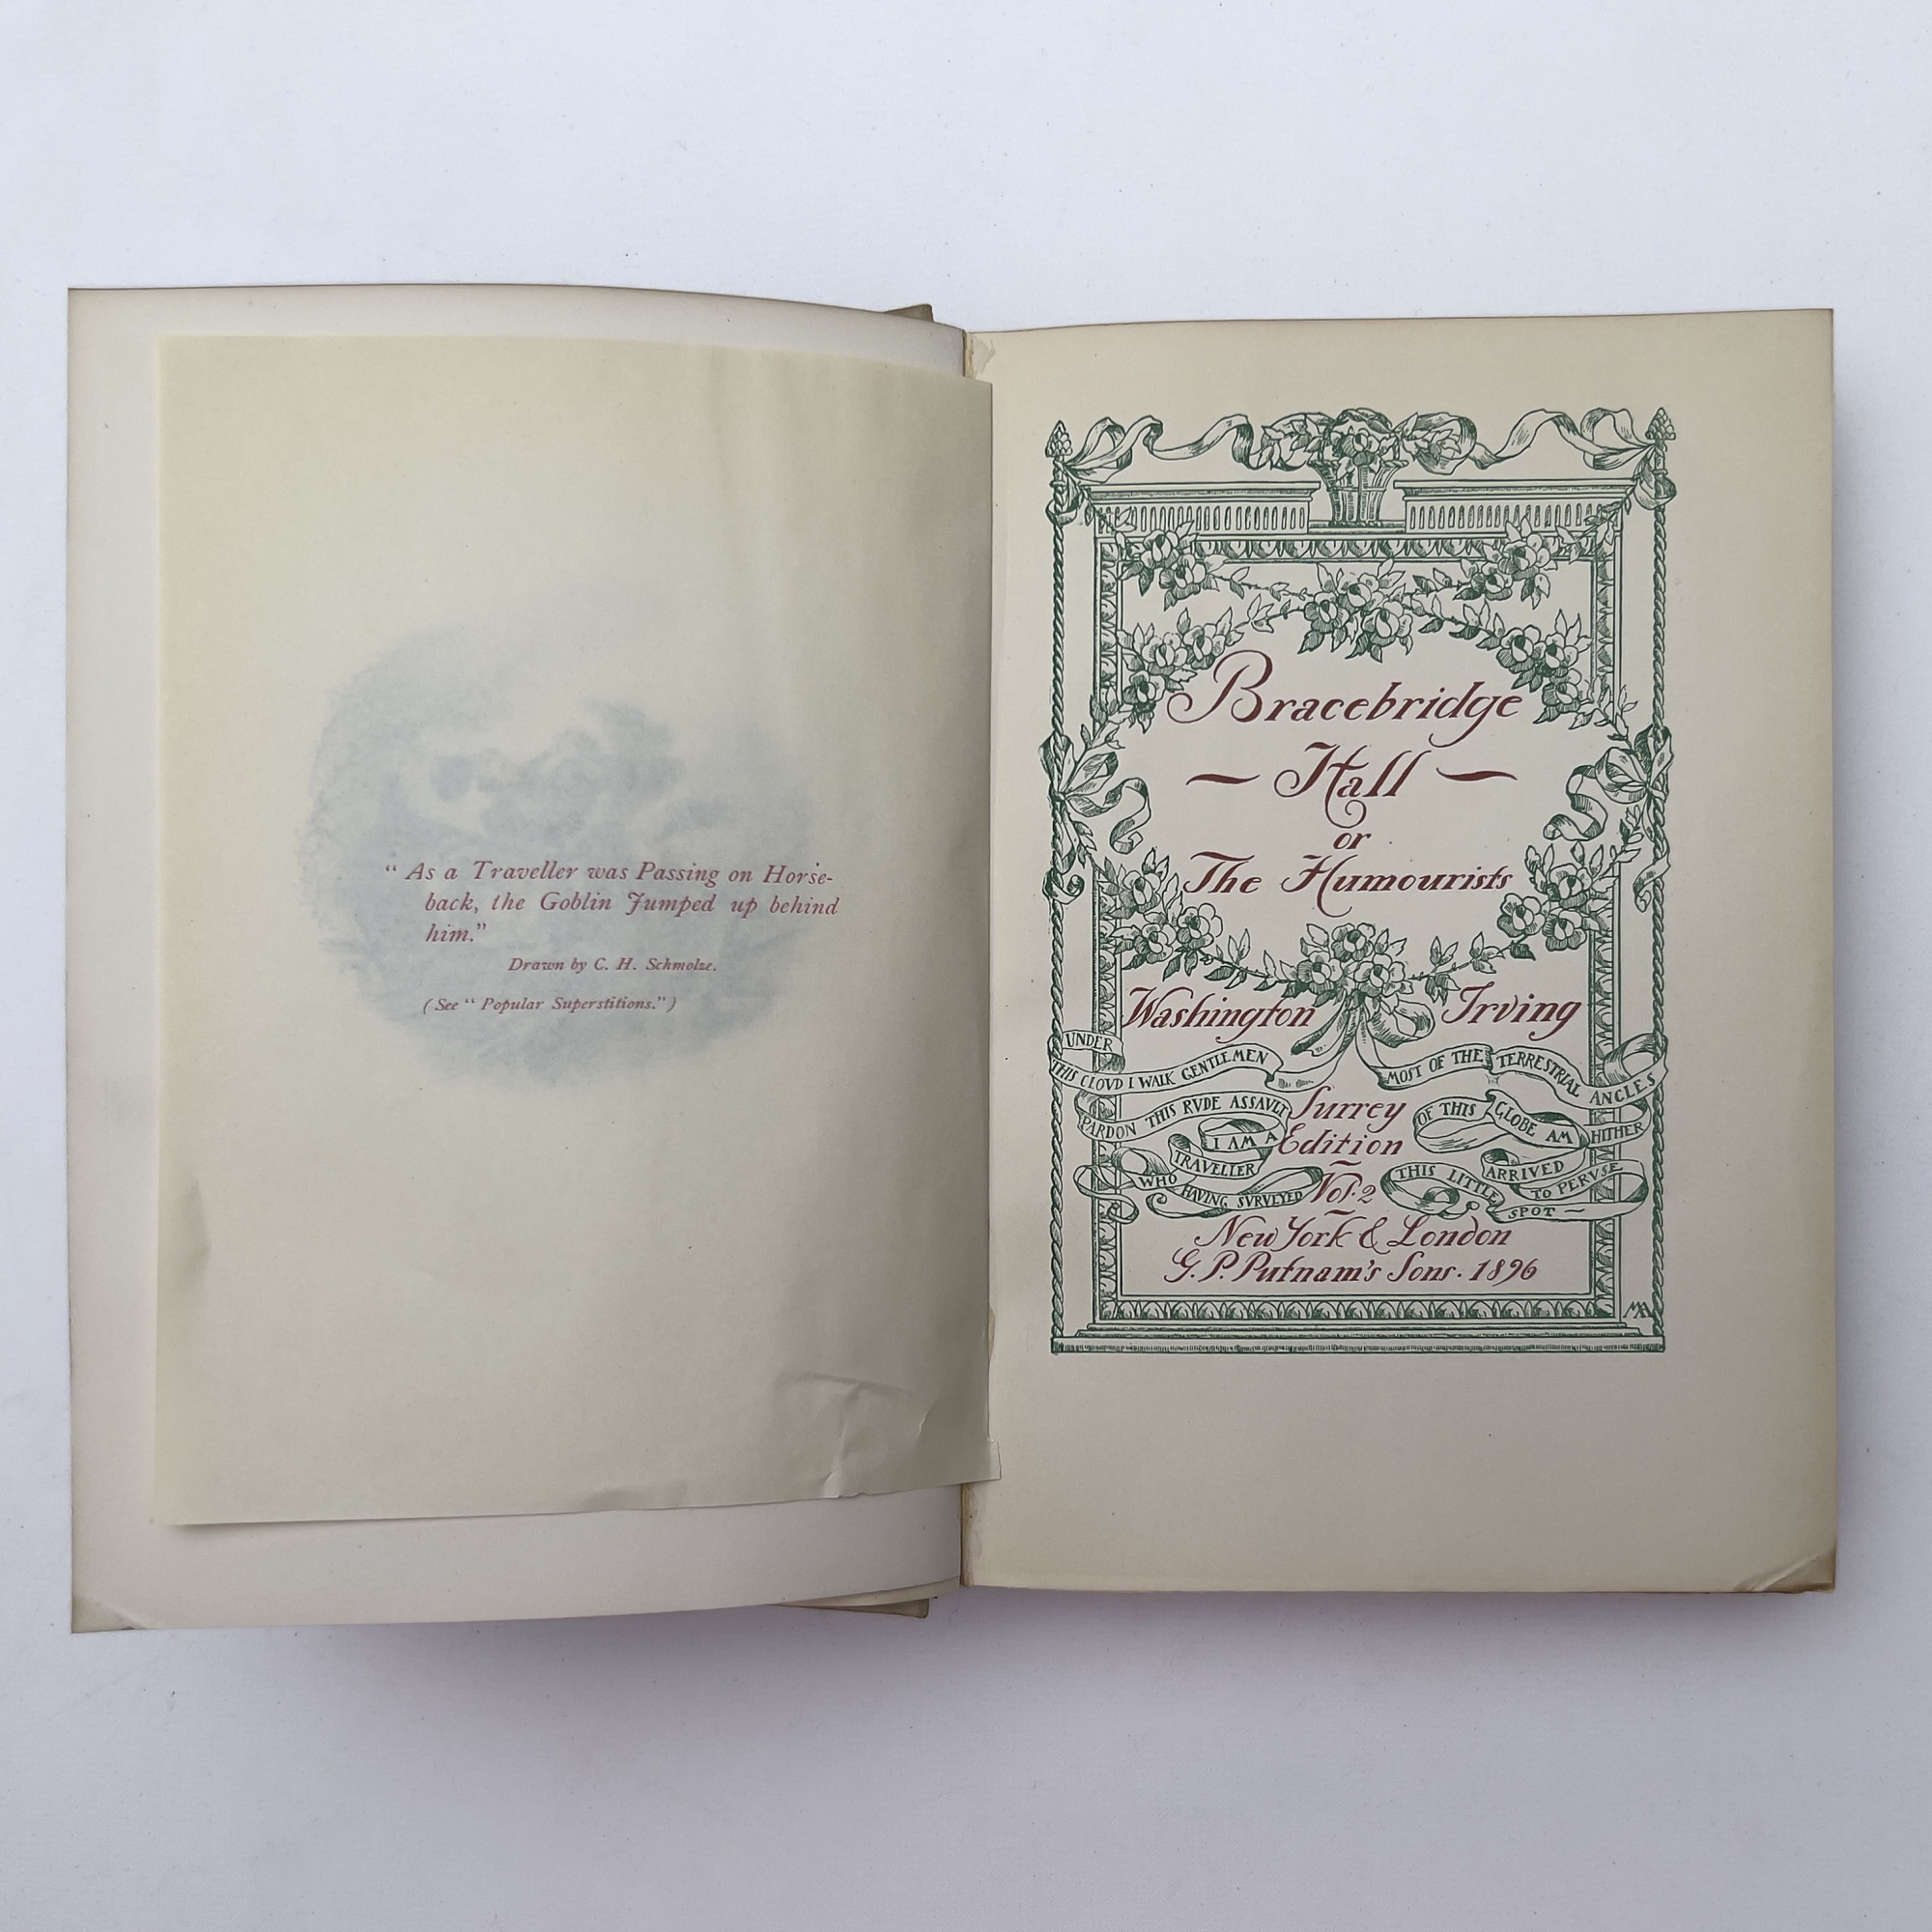 “ As a Traveller was Passing on Horse-
back, the Goblin Jumped up behind
him.”
Drawn by C. H. Schmolze.
(See “ Popular Superstitions.”)
Bracebridge
— Hall —
or
The Humourists
Washington Irving
UNDER
THIS CLOVD I WALK GENTLEMEN
PARDON THIS RVDE ASSAVLT
I AM A
TRAVELLER
WHO HAVING SVRVEYED
MOST OF THE TERRESTRIAL ANGLES
OF THIS GLOBE AM HITHER
ARRIVED
TO PERVSE
THIS LITTLE
SPOT —
Surrey
Edition
Vol. 2
New York & London
G. P. Putnam's Sons. 1896